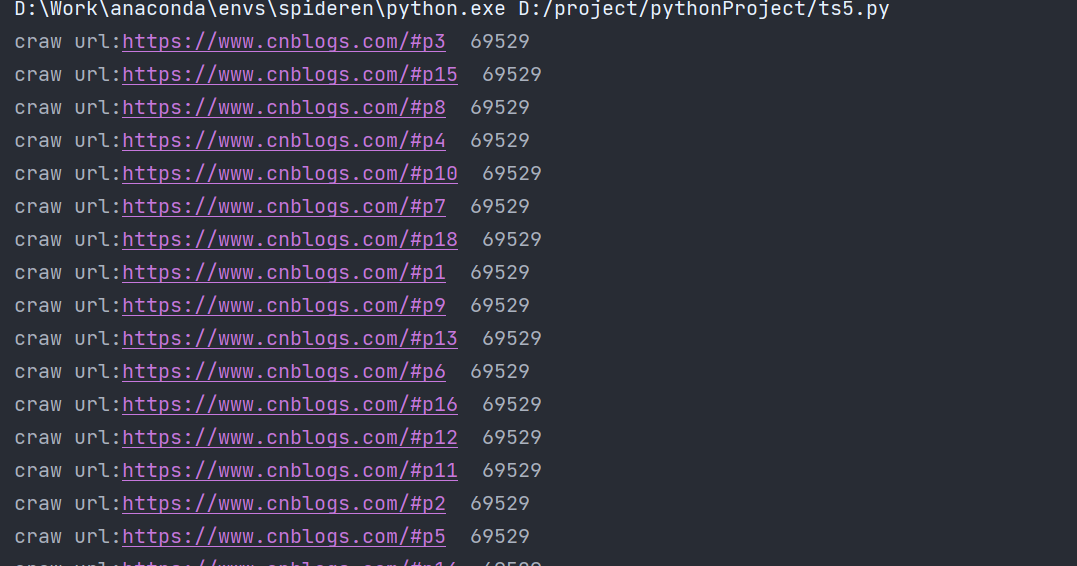 D:\Work\anaconda\envs\spideren\python.exe D:/project/pythonProject/ts5.py
craw url:https://www.cnblogs.com/#p3  69529
craw url:https://www.cnblogs.com/#p15  69529
craw url:https://www.cnblogs.com/#p8  69529
craw url:https://www.cnblogs.com/#p4  69529
craw url:https://www.cnblogs.com/#p10  69529
craw url:https://www.cnblogs.com/#p7  69529
craw url:https://www.cnblogs.com/#p18  69529
craw url:https://www.cnblogs.com/#p1  69529
craw url:https://www.cnblogs.com/#p9  69529
craw url:https://www.cnblogs.com/#p13  69529
craw url:https://www.cnblogs.com/#p6  69529
craw url:https://www.cnblogs.com/#p16  69529
craw url:https://www.cnblogs.com/#p12  69529
craw url:https://www.cnblogs.com/#p11  69529
craw url:https://www.cnblogs.com/#p2  69529
craw url:https://www.cnblogs.com/#p5  69529